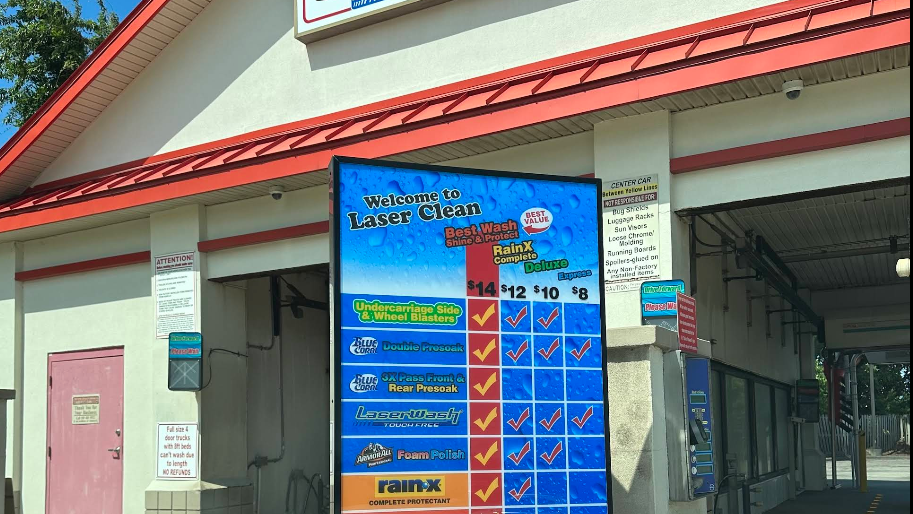 Welcome to
Laser Clean
BEST
VALUE
Best Wash
Shine & Protect
RainX
Complete
Deluxe
Express
$14 $12 $10 $8
Undercarriage Side
& Wheel Blasters
BLUE
CORAL
Double Presoak
BLUE
CORAL
3X Pass Front &
Rear Presoak
LaserWash
TOUCH FREE
ARMORALL
Foam Polish
rain-x
COMPLETE PROTECTANT
ATTENTION!
Full size 4
door trucks
with 8ft beds
can't wash due
to length
NO REFUNDS
CENTER CAR
Between Yellow Lines
NOT RESPONSIBLE FOR:
Bug Shields
Luggage Racks
Sun Visors
Loose Chrome/
Molding
Running Boards
Spoilers-glued on
Any Non-Factory
Installed Items
CAUTION: